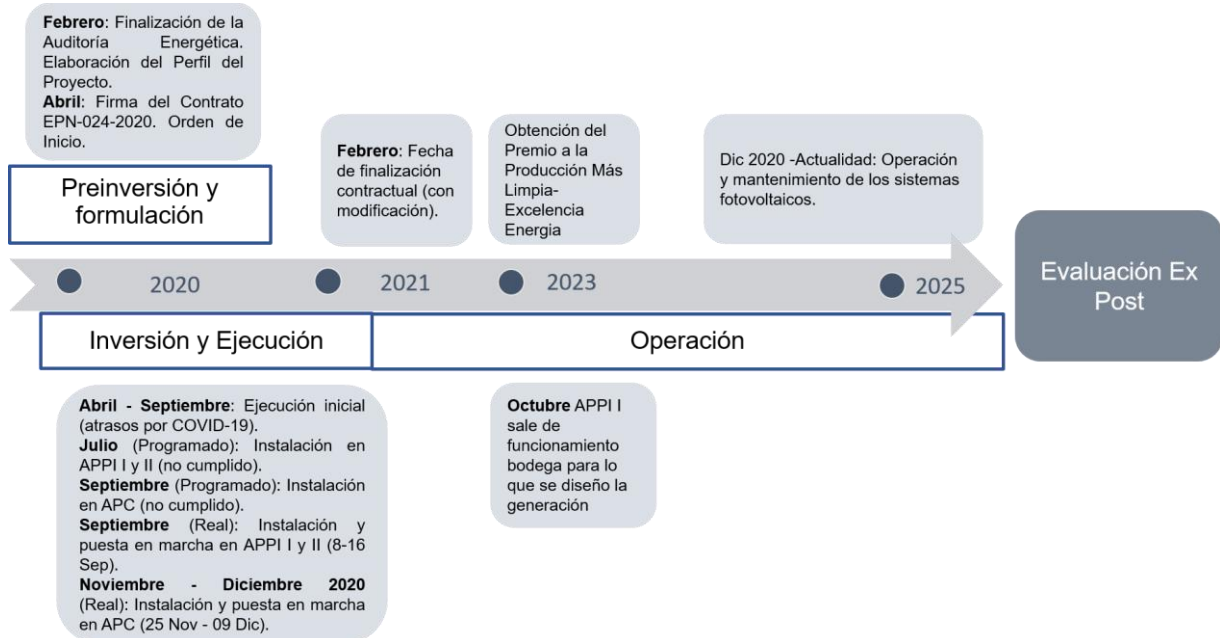 Febrero: Finalización de la
Auditoría Energética.
Elaboración del Perfil del
Proyecto.
Abril: Firma del Contrato
EPN-024-2020. Orden de
Inicio.
Preinversión y
formulación
Febrero: Fecha
de finalización
contractual (con
modificación).
Obtención del
Premio a la
Producción Más
Limpia-
Excelencia
Energia
Dic 2020 -Actualidad: Operación
y mantenimiento de los sistemas
fotovoltaicos.
2020
2021
2023
2025
Evaluación Ex
Post
Inversión y Ejecución
Operación
Abril - Septiembre: Ejecución inicial
(atrasos por COVID-19).
Julio (Programado): Instalación en
APPI I y II (no cumplido).
Septiembre (Programado): Instalación
en APC (no cumplido).
Septiembre (Real): Instalación y
puesta en marcha en APPI I y II (8-16
Sep).
Noviembre - Diciembre 2020
(Real): Instalación y puesta en marcha
en APC (25 Nov - 09 Dic).
Octubre APPI I
sale de
funcionamiento
bodega para lo
que se diseño la
generación